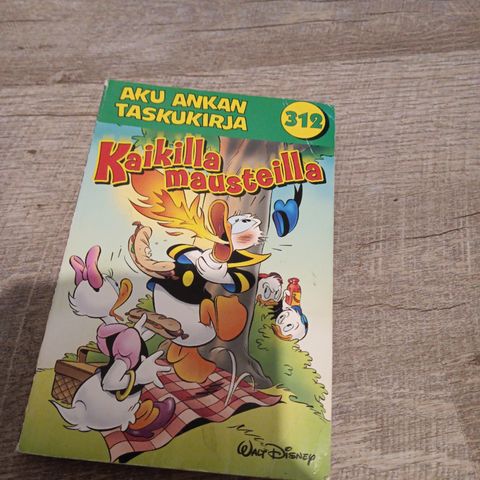 AKU ANKAN
TASKUKIRJA
312
Kaikilla
mausteilla
WALT DISNEY